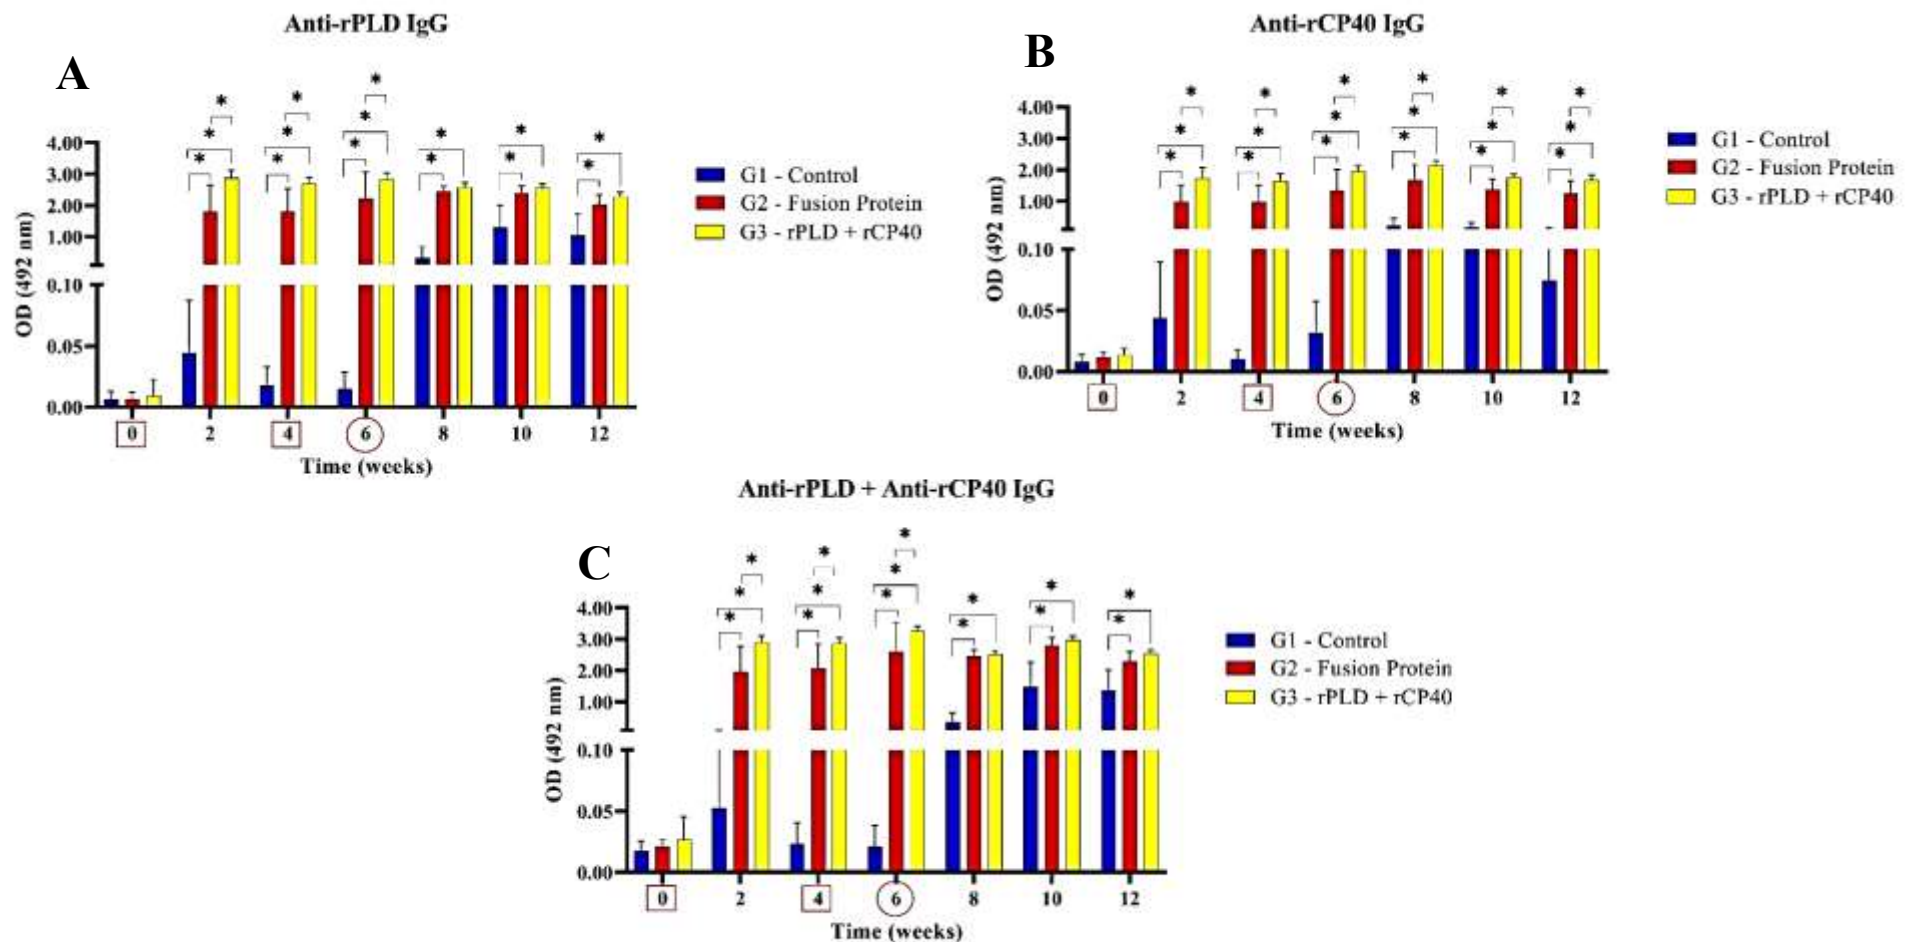 Anti-rPLD IgG
A
4.00
3.00
2.00
1.00
0.10
0.05
0.00
OD (492 nm)
* * * * * * * * * * * * * * *
0 2 4 6 8 10 12
Time (weeks)
G1 - Control
G2 - Fusion Protein
G3 - rPLD + rCP40
Anti-rCP40 IgG
B
4.00
3.00
2.00
1.00
0.10
0.05
0.00
OD (492 nm)
* * * * * * * * * * * * * * * * * *
0 2 4 6 8 10 12
Time (weeks)
G1 - Control
G2 - Fusion Protein
G3 - rPLD + rCP40
Anti-rPLD + Anti-rCP40 IgG
C
4.00
3.00
2.00
1.00
0.10
0.05
0.00
OD (492 nm)
* * * * * * * * * * * * * * *
0 2 4 6 8 10 12
Time (weeks)
G1 - Control
G2 - Fusion Protein
G3 - rPLD + rCP40